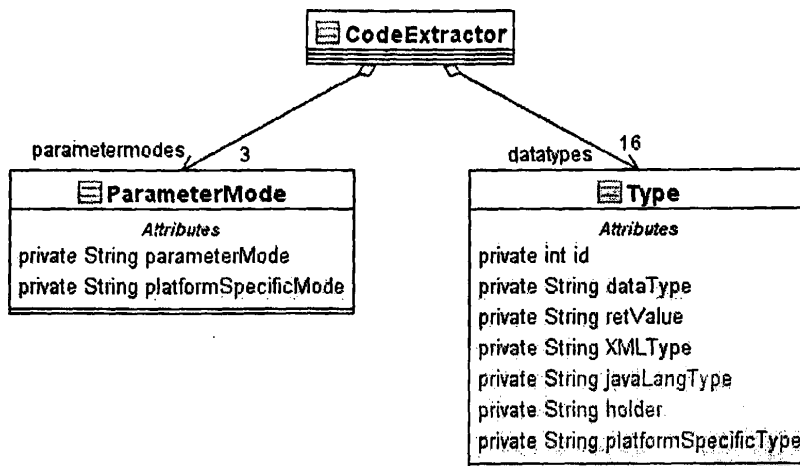 CodeExtractor
parametermodes 3
datatypes 16
ParameterMode
Attributes
private String parameterMode
private String platformSpecificMode
Type
Attributes
private int id
private String dataType
private String retValue
private String XMLType
private String javaLangType
private String holder
private String platformSpecificType